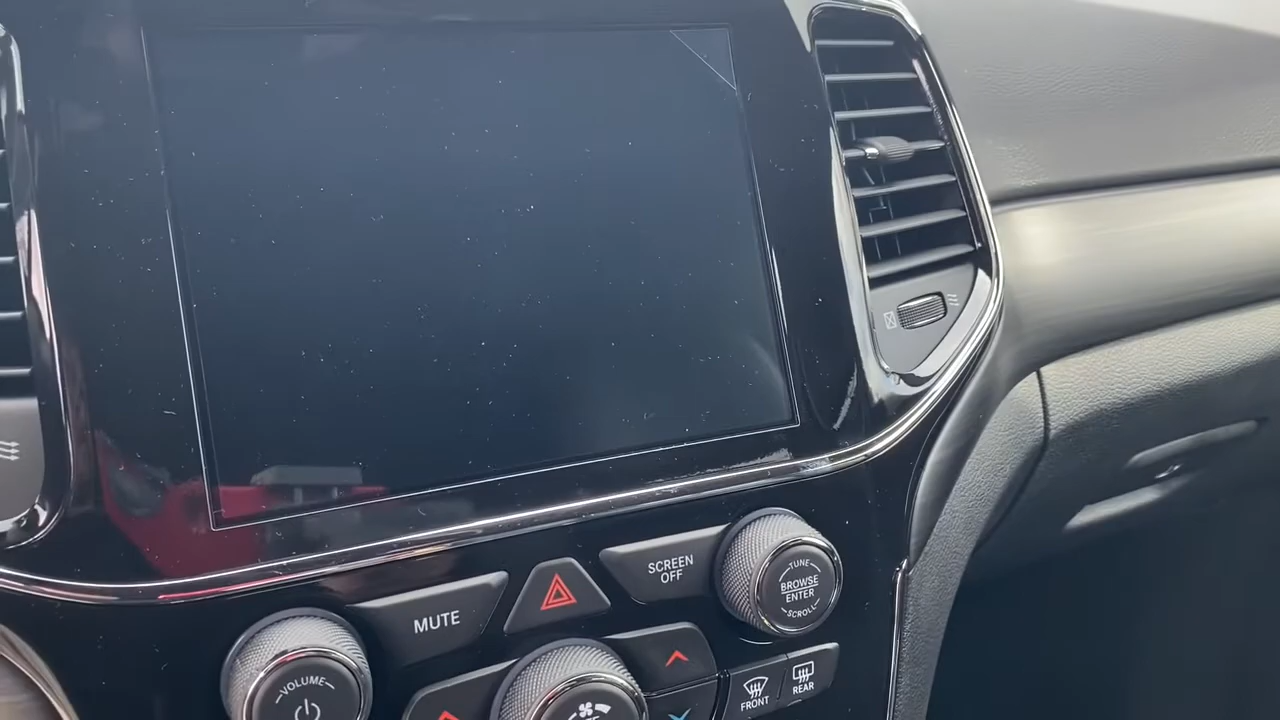 SCREEN
OFF
TUNE
BROWSE
ENTER
SCROLL
MUTE
VOLUME
FRONT
REAR